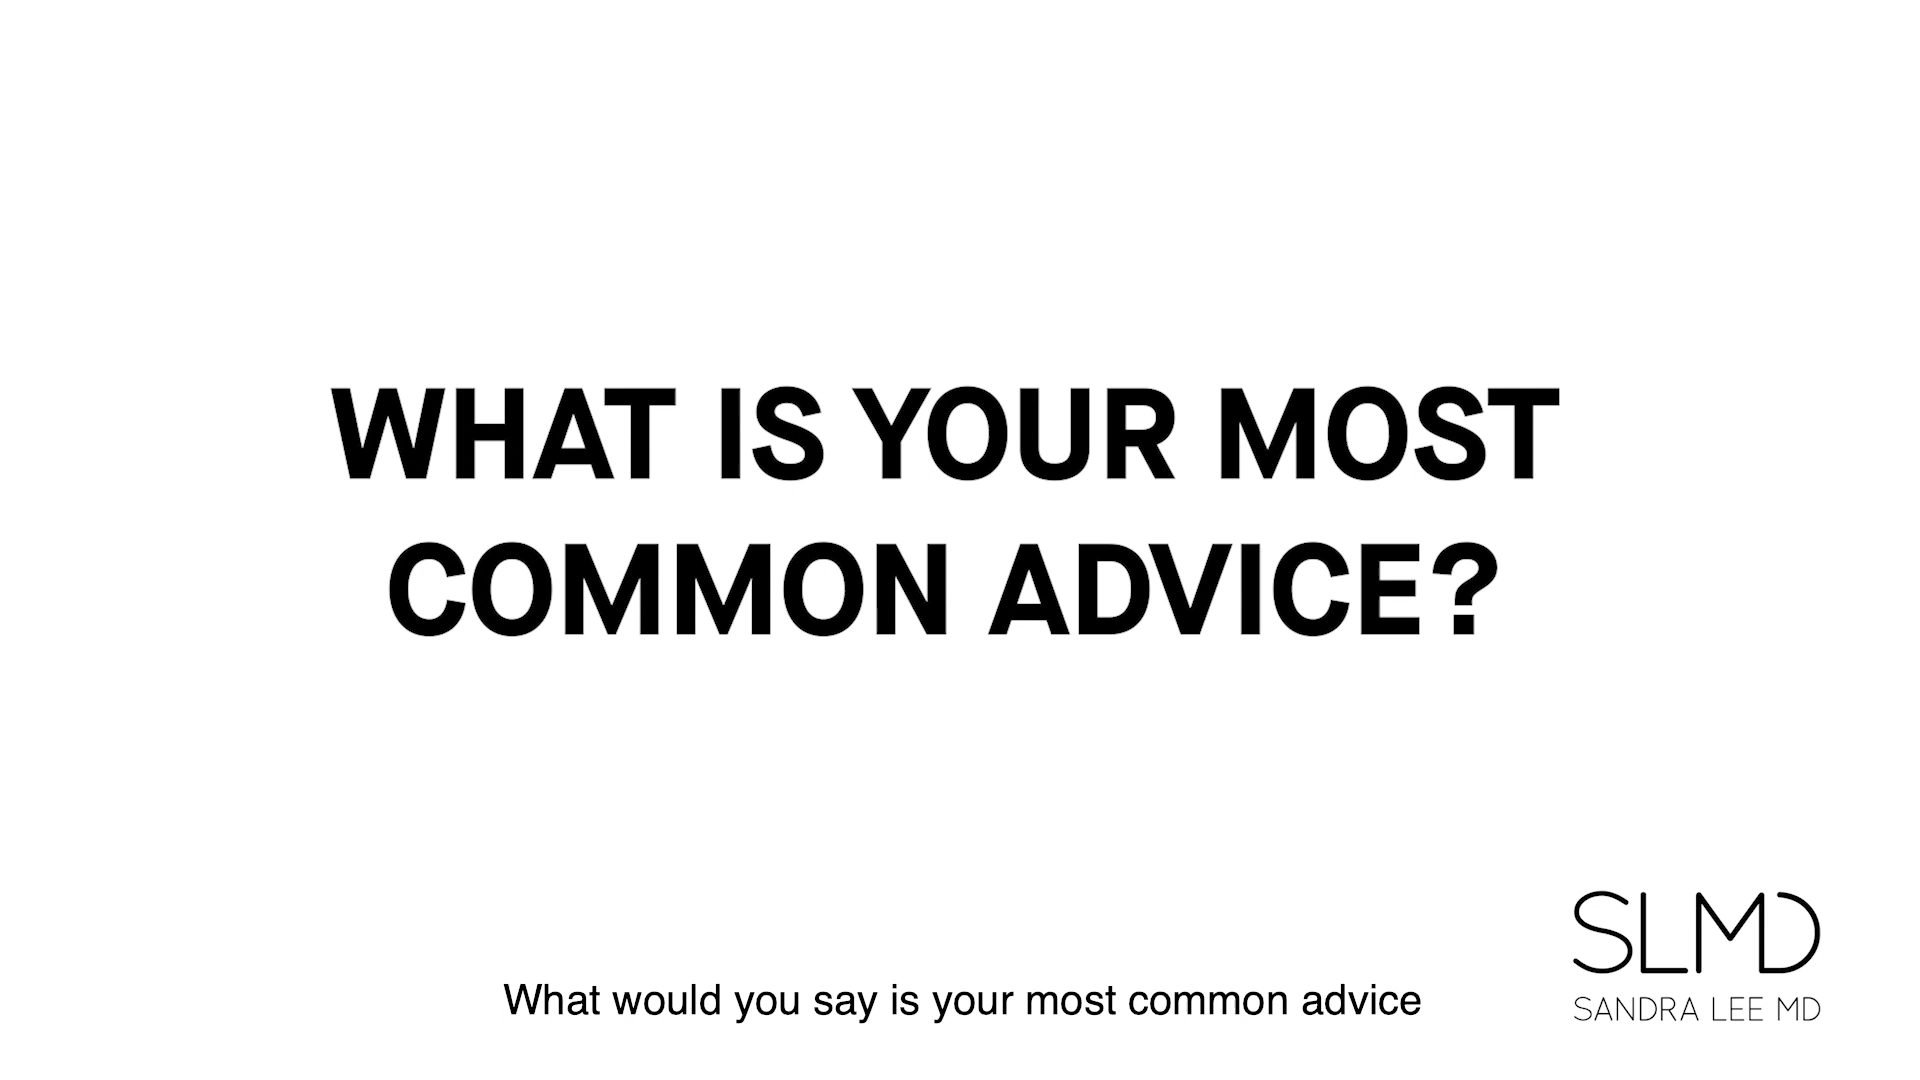 WHAT IS YOUR MOST
COMMON ADVICE?
What would you say is your most common advice
SLMD
SANDRA LEE MD